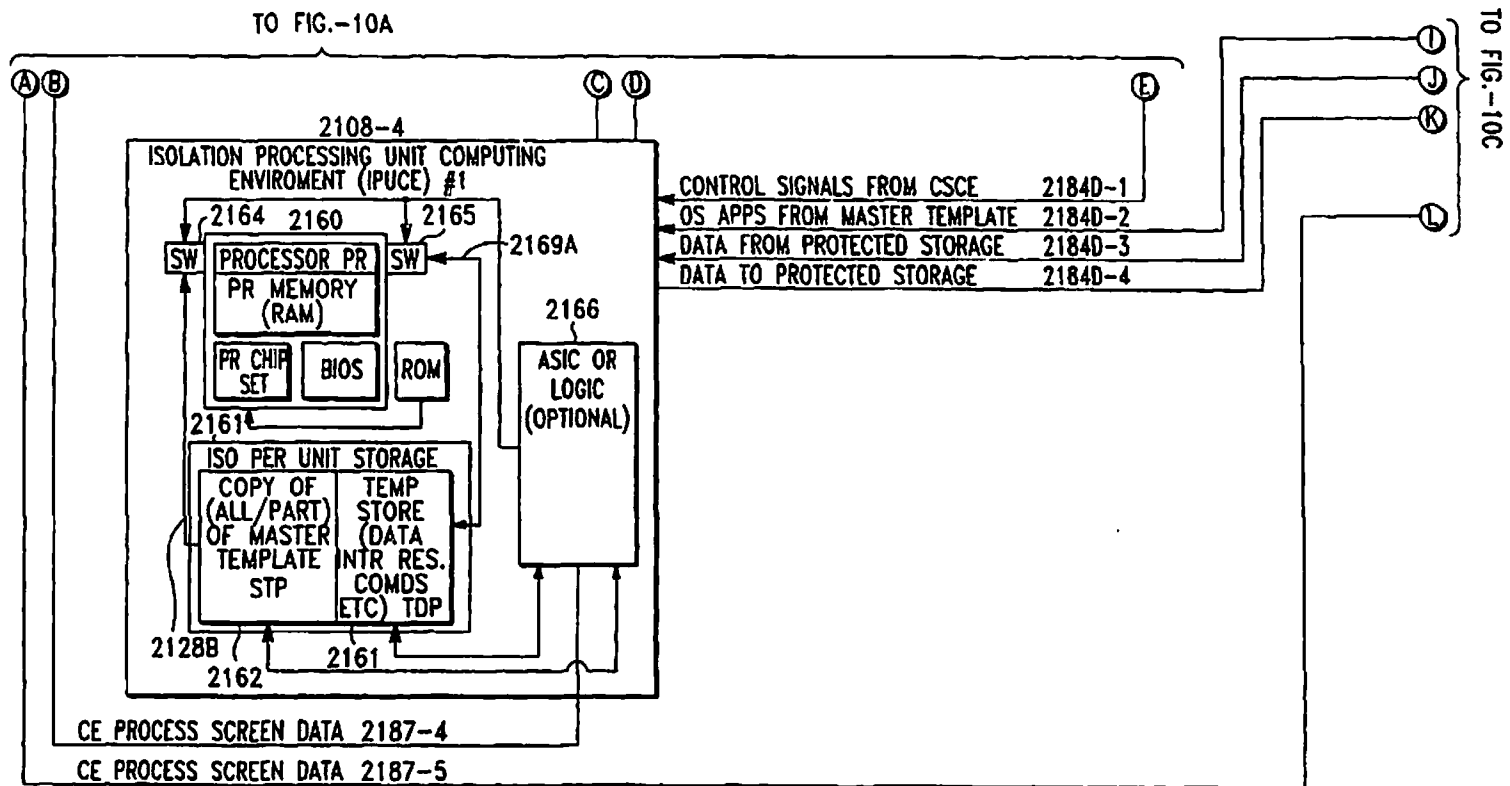 TO FIG.-10A
TO FIG.-10C
A
B
C
D
E
I
J
K
L
2108-4
ISOLATION PROCESSING UNIT COMPUTING
ENVIROMENT (IPUCE) #1
2164
2160
2165
2169A
SW
PROCESSOR PR
SW
PR MEMORY
(RAM)
PR CHIP
SET
BIOS
ROM
2166
ASIC OR
LOGIC
(OPTIONAL)
2161
ISO PER UNIT STORAGE
COPY OF
(ALL/PART)
OF MASTER
TEMPLATE
STP
TEMP
STORE
(DATA
INTR RES.
COMDS
ETC) TDP
2128B
2162
2161
CONTROL SIGNALS FROM CSCE 2184D-1
OS APPS FROM MASTER TEMPLATE 2184D-2
DATA FROM PROTECTED STORAGE 2184D-3
DATA TO PROTECTED STORAGE 2184D-4
CE PROCESS SCREEN DATA 2187-4
CE PROCESS SCREEN DATA 2187-5